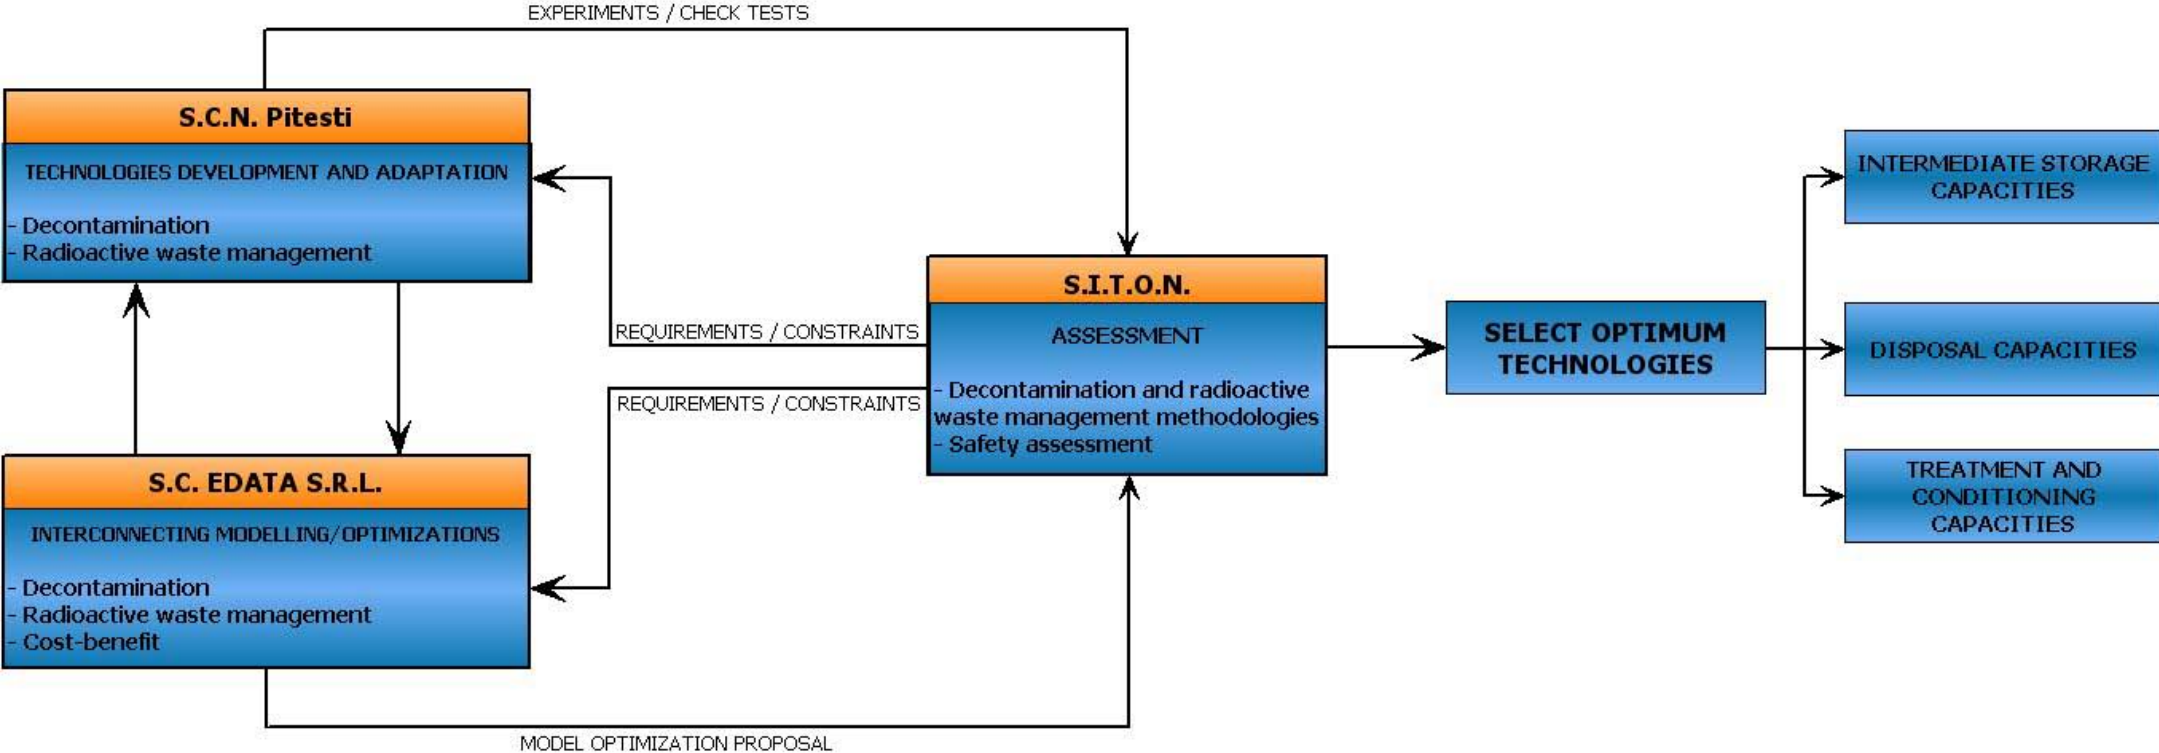 EXPERIMENTS / CHECK TESTS
S.C.N. Pitesti
TECHNOLOGIES DEVELOPMENT AND ADAPTATION
- Decontamination
- Radioactive waste management
REQUIREMENTS / CONSTRAINTS
REQUIREMENTS / CONSTRAINTS
S.C. EDATA S.R.L.
INTERCONNECTING MODELLING/OPTIMIZATIONS
- Decontamination
- Radioactive waste management
- Cost-benefit
MODEL OPTIMIZATION PROPOSAL
S.I.T.O.N.
ASSESSMENT
- Decontamination and radioactive
waste management methodologies
- Safety assessment
SELECT OPTIMUM
TECHNOLOGIES
INTERMEDIATE STORAGE
CAPACITIES
DISPOSAL CAPACITIES
TREATMENT AND
CONDITIONING
CAPACITIES